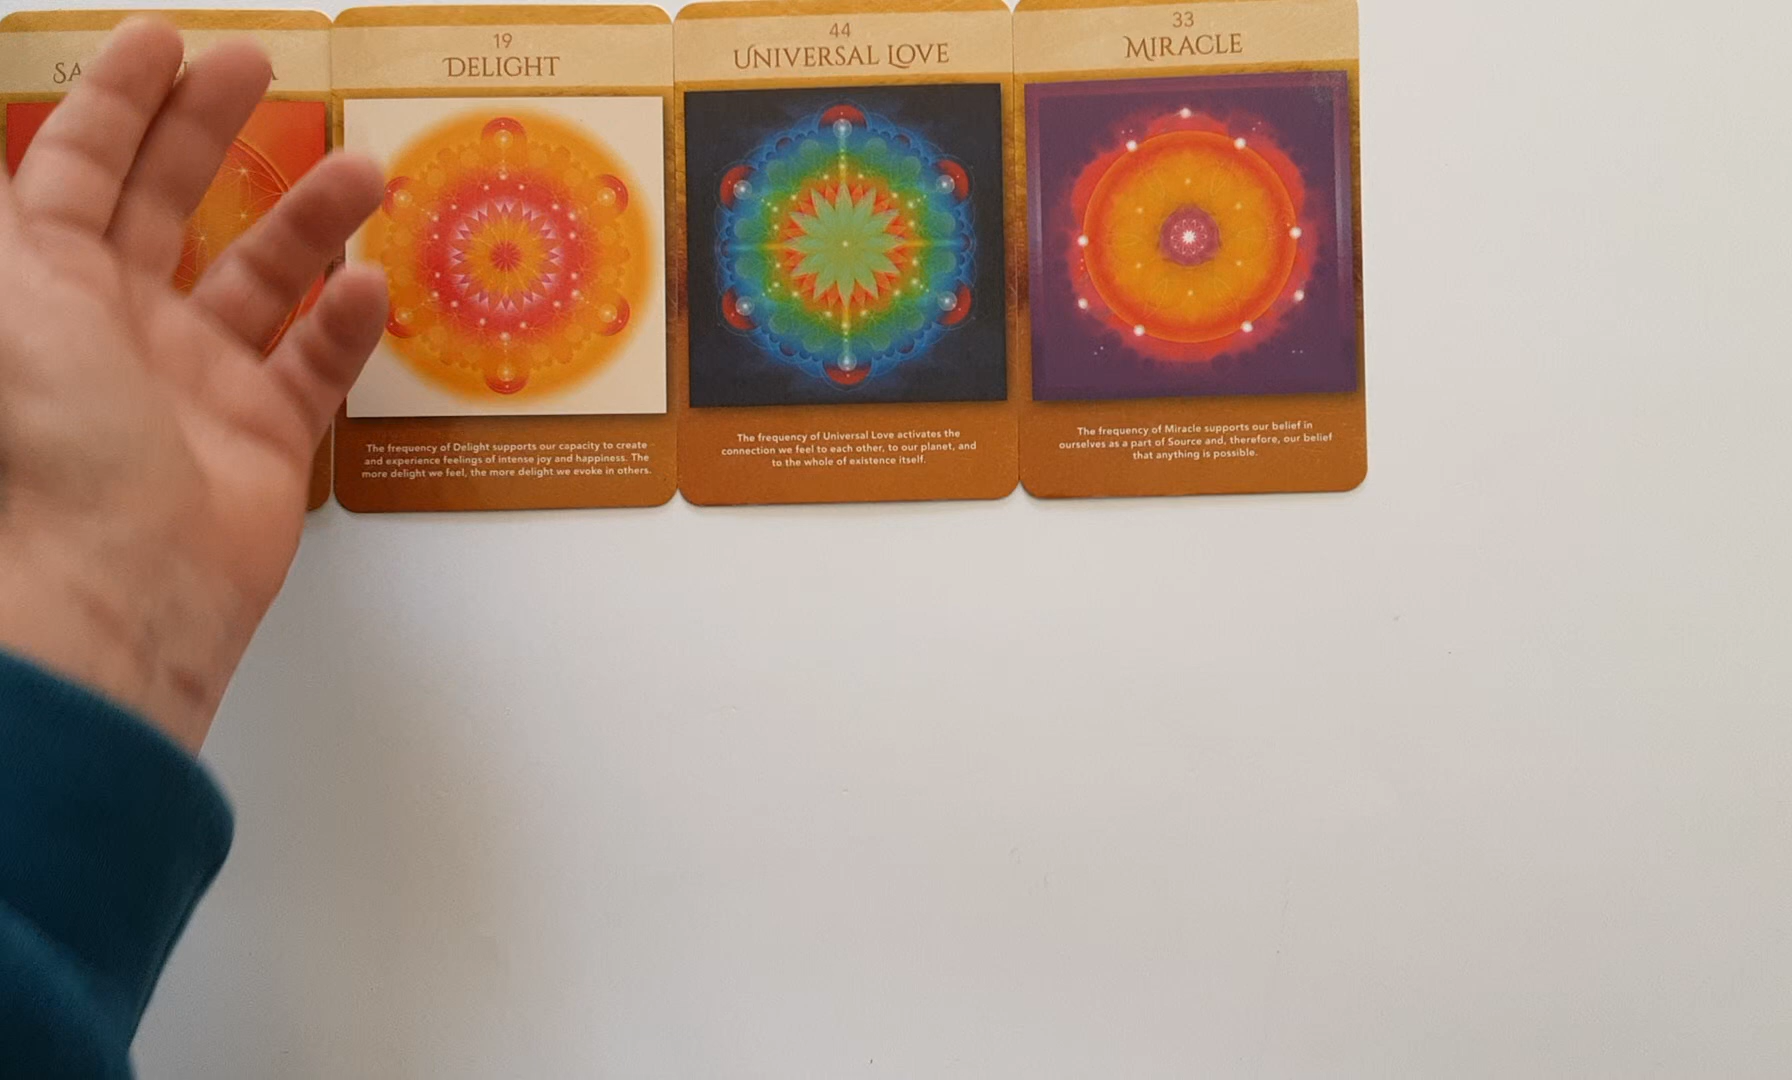 19
DELIGHT
The frequency of Delight supports our capacity to create
and experience feelings of intense joy and happiness. The
more delight we feel, the more delight we evoke in others.
44
UNIVERSAL LOVE
The frequency of Universal Love activates the
connection we feel to each other, to our planet, and
to the whole of existence itself.
33
MIRACLE
The frequency of Miracle supports our belief in
ourselves as a part of Source and, therefore, our belief
that anything is possible.